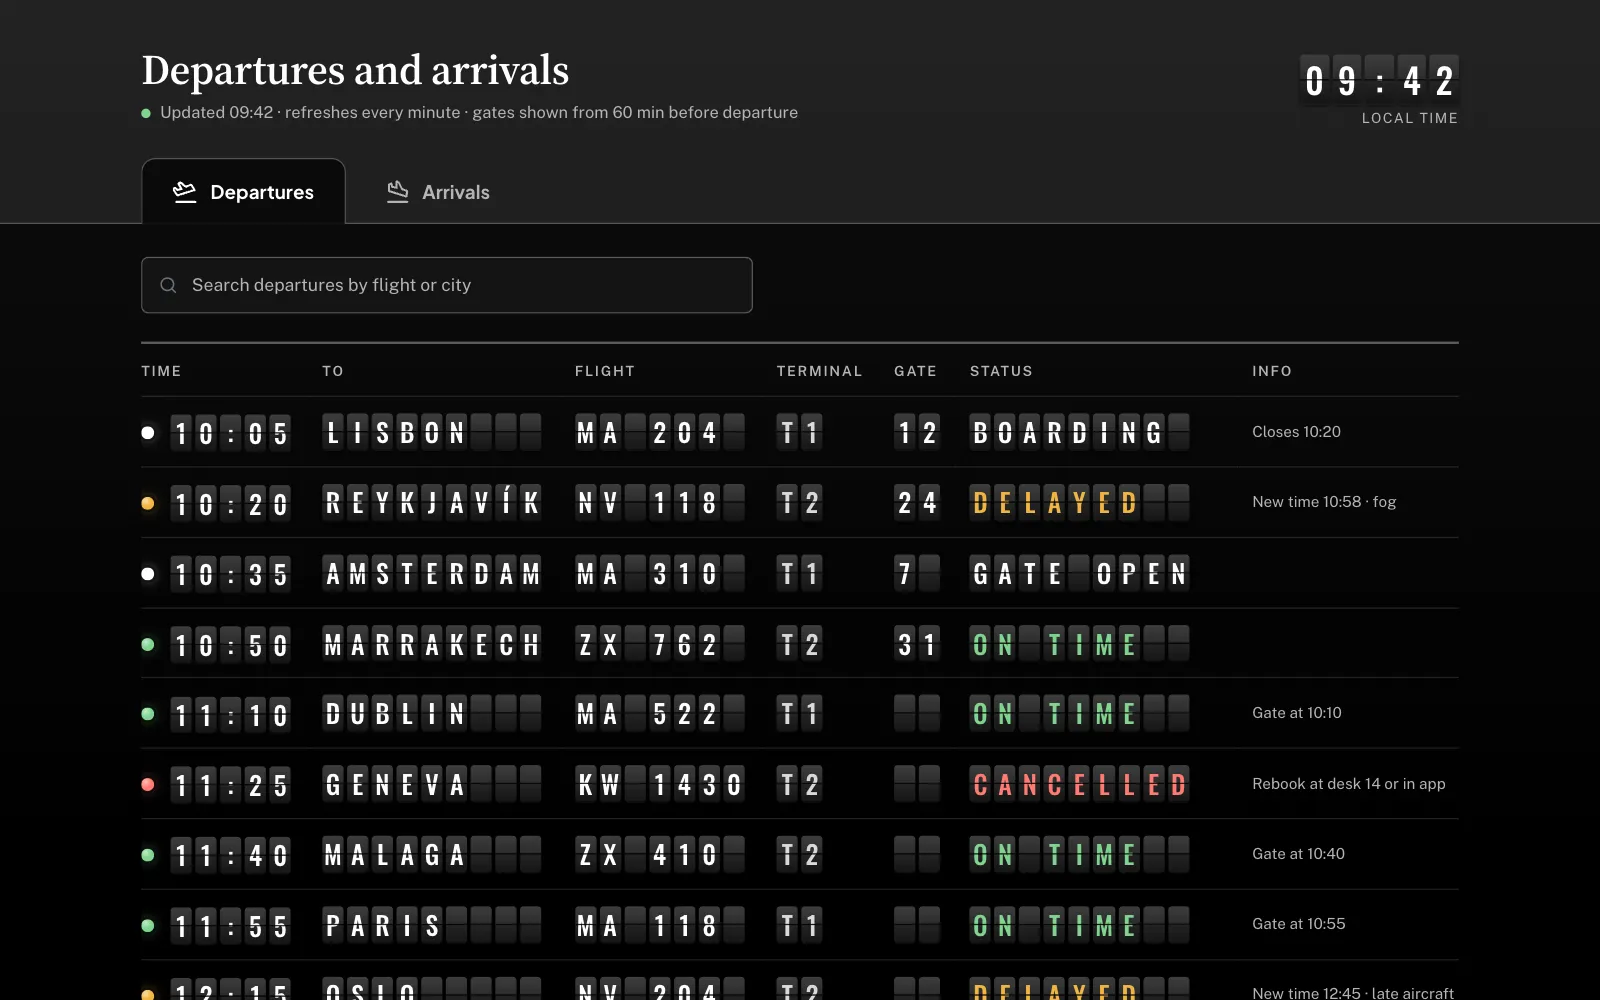 Departures and arrivals
09:42
Updated 09:42 · refreshes every minute · gates shown from 60 min before departure
LOCAL TIME
Departures Arrivals
Search departures by flight or city
TIME TO FLIGHT TERMINAL GATE STATUS INFO
10:05 LISBON MA 204 T1 12 BOARDING Closes 10:20
10:20 REYKJAVÍK NV 118 T2 24 DELAYED New time 10:58 · fog
10:35 AMSTERDAM MA 310 T1 7 GATE OPEN
10:50 MARRAKECH ZX 762 T2 31 ON TIME
11:10 DUBLIN MA 522 T1 ON TIME Gate at 10:10
11:25 GENEVA KW 1430 T2 CANCELLED Rebook at desk 14 or in app
11:40 MALAGA ZX 410 T2 ON TIME Gate at 10:40
11:55 PARIS MA 118 T1 ON TIME Gate at 10:55
12:15 OSLO NV 204 T2 DELAYED New time 12:45 · late aircraft